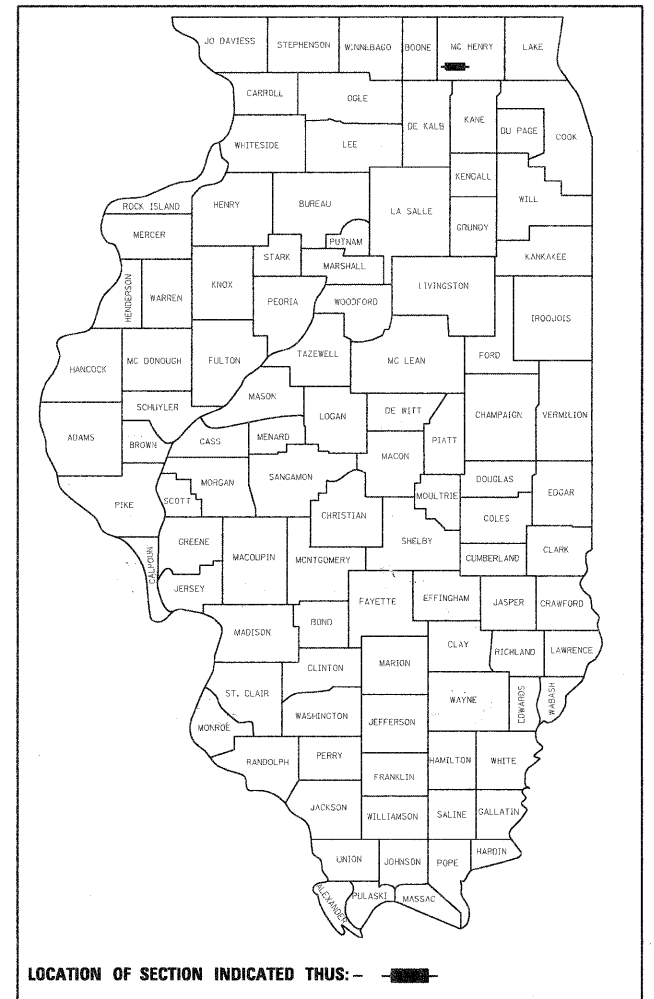 JO DAVIESS STEPHENSON WINNEBAGO BOONE MC HENRY LAKE
CARROLL OGLE DE KALB KANE DU PAGE COOK
WHITESIDE LEE
KENDALL WILL
ROCK ISLAND HENRY BUREAU LA SALLE GRUNDY
MERCER PUTNAM KANKAKEE
STARK MARSHALL
HENDERSON WARREN KNOX PEORIA WOODFORD LIVINGSTON IROQUOIS
HANCOCK MC DONOUGH FULTON TAZEWELL MC LEAN FORD
SCHUYLER MASON LOGAN DE WITT CHAMPAIGN VERMILION
ADAMS BROWN CASS MENARD MACON PIATT
PIKE SCOTT MORGAN SANGAMON MOULTRIE DOUGLAS EDGAR
CHRISTIAN COLES
CALHOUN GREENE MACOUPIN MONTGOMERY SHELBY CUMBERLAND CLARK
JERSEY FAYETTE EFFINGHAM JASPER CRAWFORD
MADISON BOND
CLINTON MARION CLAY RICHLAND LAWRENCE
ST. CLAIR WAYNE EDWARDS WABASH
MONROE WASHINGTON JEFFERSON
RANDOLPH PERRY HAMILTON WHITE
FRANKLIN
JACKSON WILLIAMSON SALINE GALLATIN
UNION JOHNSON POPE HARDIN
ALEXANDER PULASKI MASSAC
LOCATION OF SECTION INDICATED THUS:-